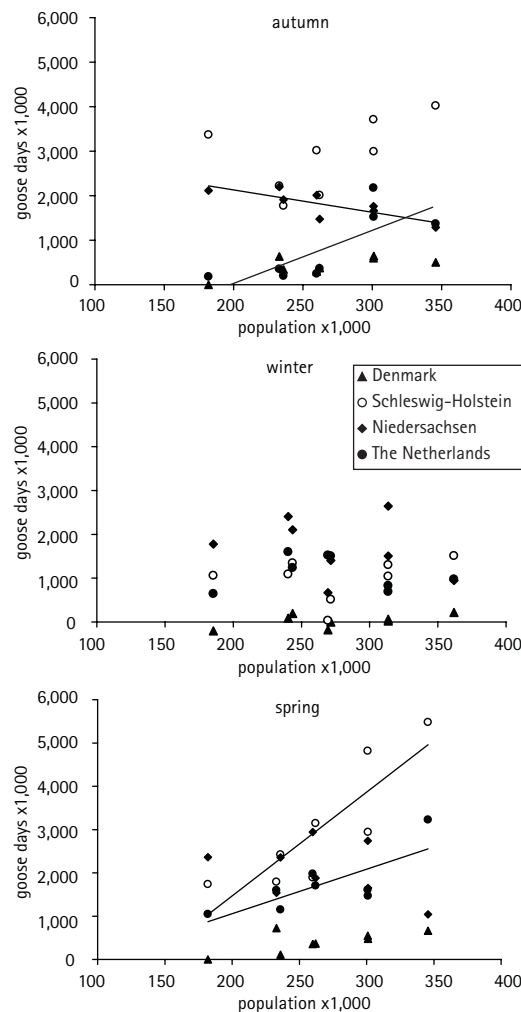 autumn
goose days x1,000
6,000
5,000
4,000
3,000
2,000
1,000
0
100 150 200 250 300 350 400
population x1,000
winter
goose days x1,000
6,000
5,000
4,000
3,000
2,000
1,000
0
Denmark
Schleswig-Holstein
Niedersachsen
The Netherlands
100 150 200 250 300 350 400
population x1,000
spring
goose days x1,000
6,000
5,000
4,000
3,000
2,000
1,000
0
100 150 200 250 300 350 400
population x1,000